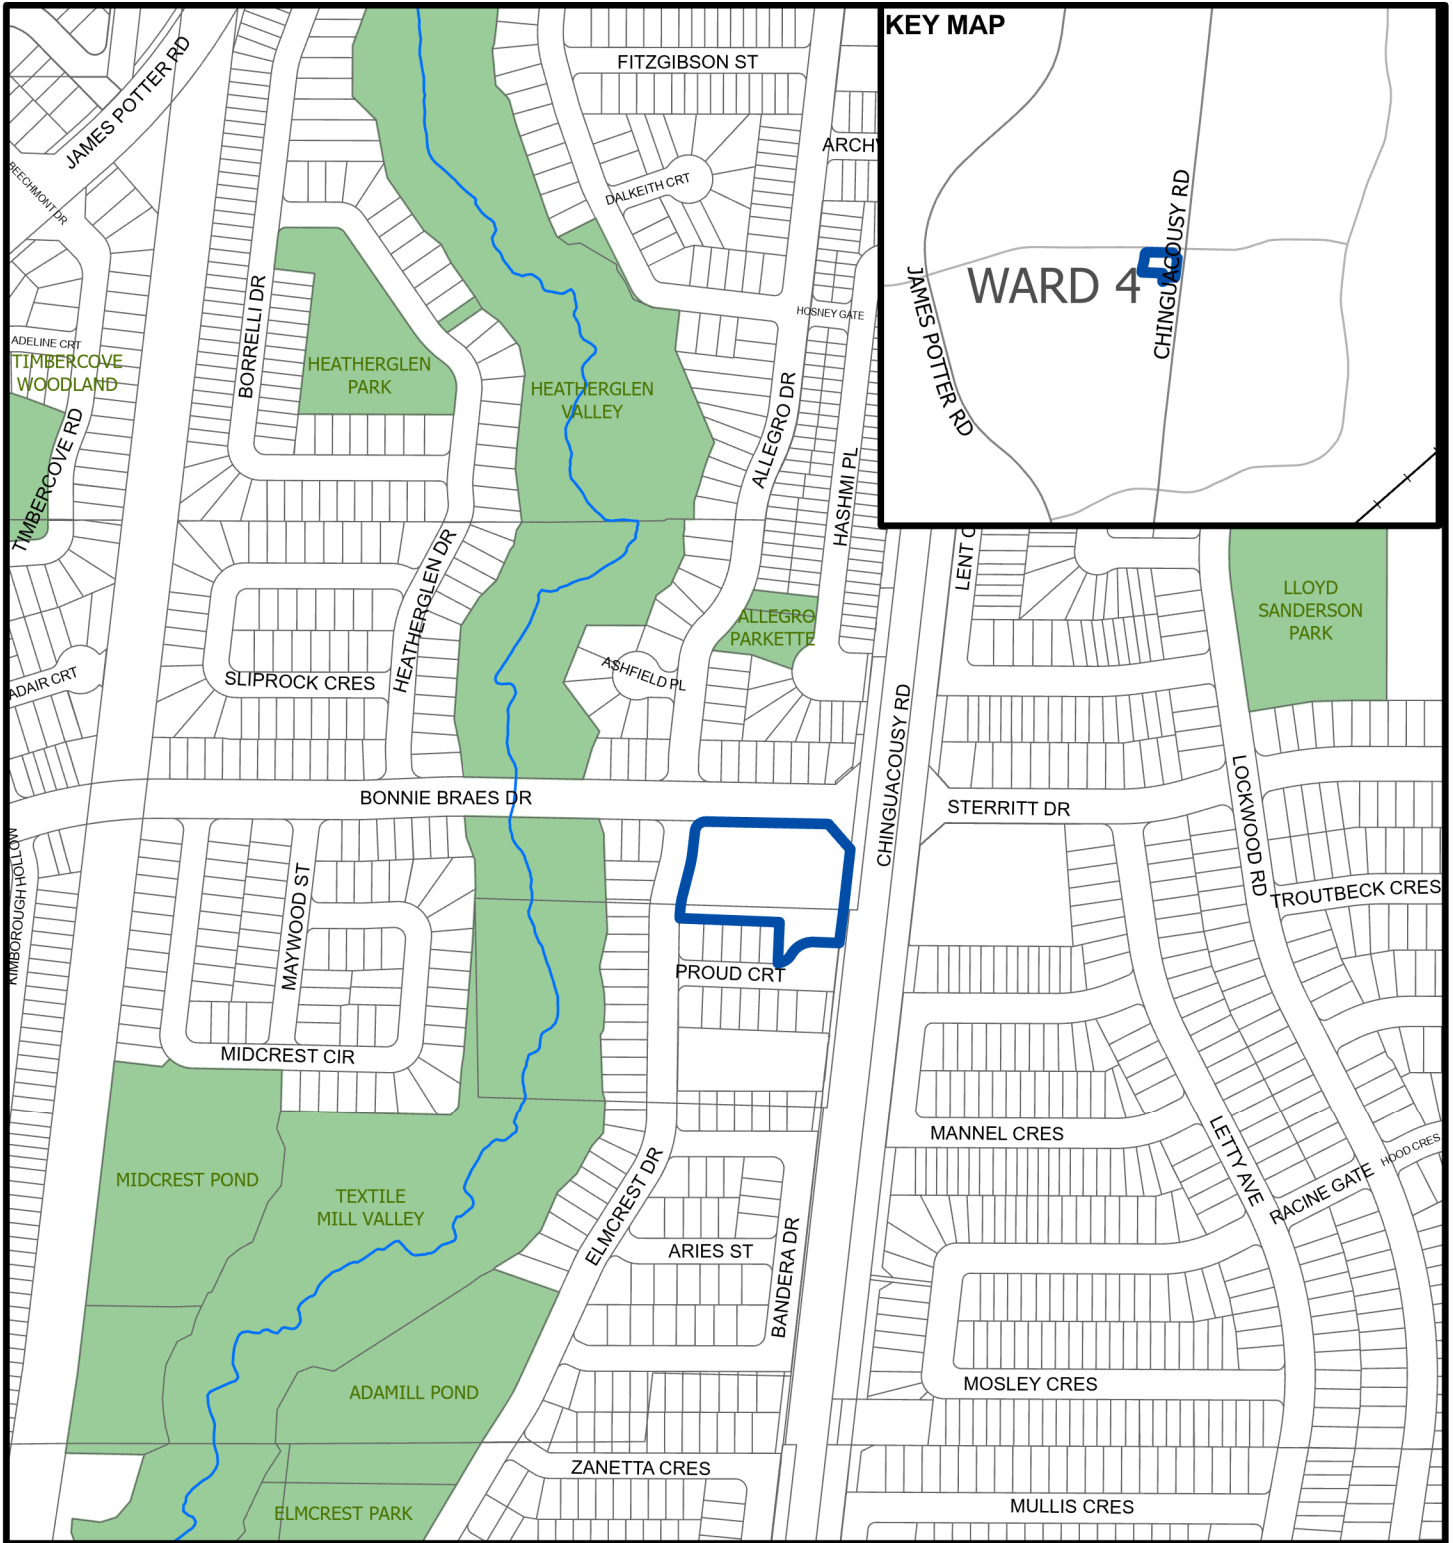 KEY MAP
FITZGIBSON ST
JAMES POTTER RD
ARCHV
BEECHMONT DR
DALKEITH CRT
CHINGUACOUSY RD
WARD 4
JAMES POTTER RD
HOSNEY GATE
BORRELLI DR
ADELINE CRT
TIMBERCOVE
WOODLAND
HEATHERGLEN
PARK
HEATHERGLEN
VALLEY
ALLEGRO DR
TIMBERCOVE RD
HASHMI PL
HEATHERGLEN DR
LENT C
LLOYD
SANDERSON
PARK
ALLEGRO
PARKETTE
ASHFIELD PL
ADAIR CRT
SLIPROCK CRES
CHINGUACOUSY RD
BONNIE BRAES DR
STERRITT DR
LOCKWOOD RD
KIMBOROUGH HOLLOW
MAYWOOD ST
TROUTBECK CRES
PROUD CRT
MIDCREST CIR
MANNEL CRES
LETTY AVE
HOOD CRES
RACINE GATE
MIDCREST POND
TEXTILE
MILL VALLEY
ELMCREST DR
ARIES ST
BANDERA DR
MOSLEY CRES
ADAMILL POND
ZANETTA CRES
MULLIS CRES
ELMCREST PARK